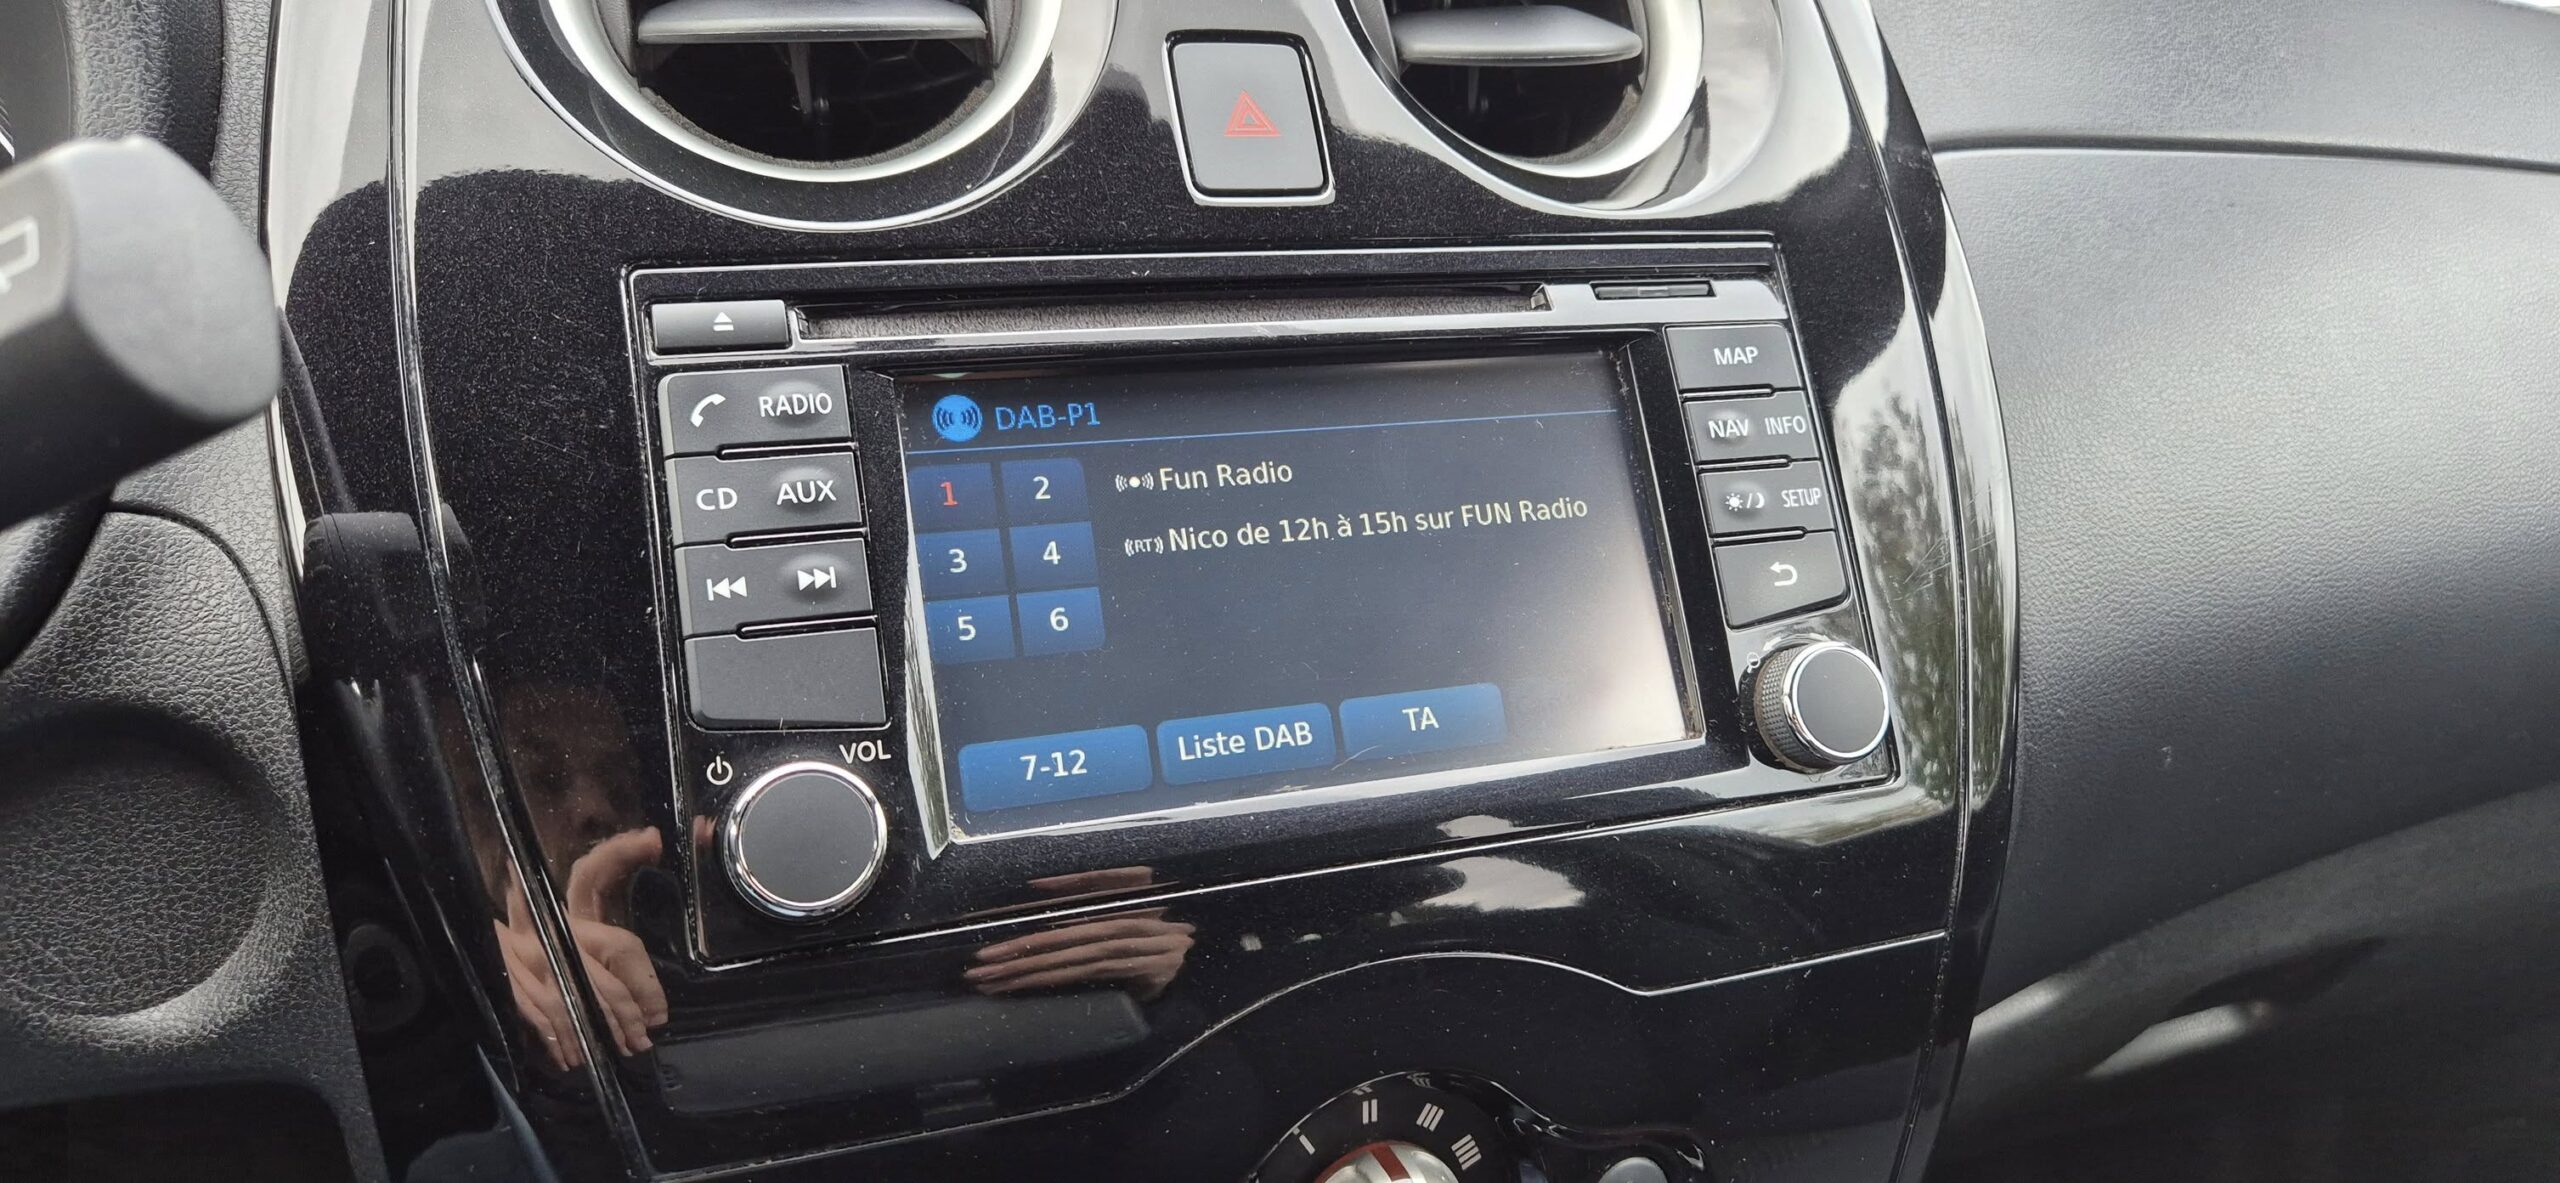 MAP
RADIO
DAB-P1
NAV INFO
1 2
Fun Radio
CD AUX
SETUP
RT Nico de 12h à 15h sur FUN Radio
3 4
5 6
VOL
7-12
Liste DAB
TA